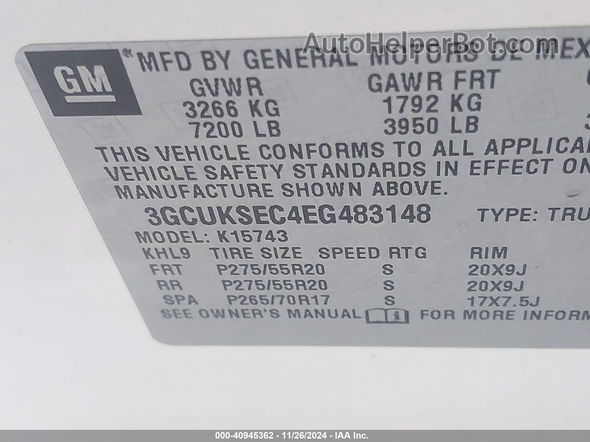 AutoHelperBot.com
GM ® MFD BY GENERAL MOTORS DE MEX
GVWR GAWR FRT
3266 KG 1792 KG
7200 LB 3950 LB
THIS VEHICLE CONFORMS TO ALL APPLICA
VEHICLE SAFETY STANDARDS IN EFFECT ON
MANUFACTURE SHOWN ABOVE.
3GCUKSEC4EG483148 TYPE: TRU
MODEL: K15743
KHL9 TIRE SIZE SPEED RTG RIM
FRT P275/55R20 S 20X9J
RR P275/55R20 S 20X9J
SPA P265/70R17 S 17X7.5J
SEE OWNER'S MANUAL i FOR MORE INFORM
000-40945362 - 11/26/2024 - IAA Inc.